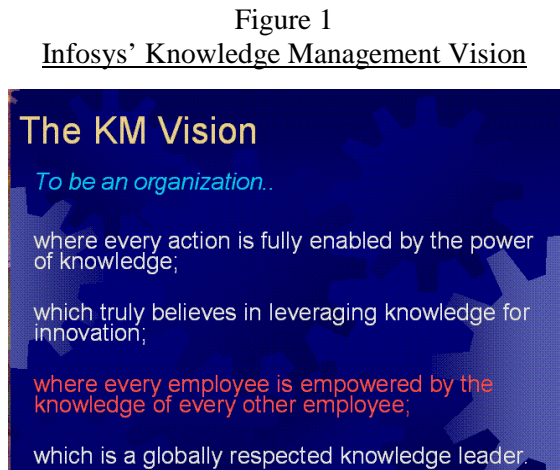 Figure 1
Infosys’ Knowledge Management Vision
The KM Vision
To be an organization..
where every action is fully enabled by the power
of knowledge;
which truly believes in leveraging knowledge for
innovation;
where every employee is empowered by the
knowledge of every other employee;
which is a globally respected knowledge leader.